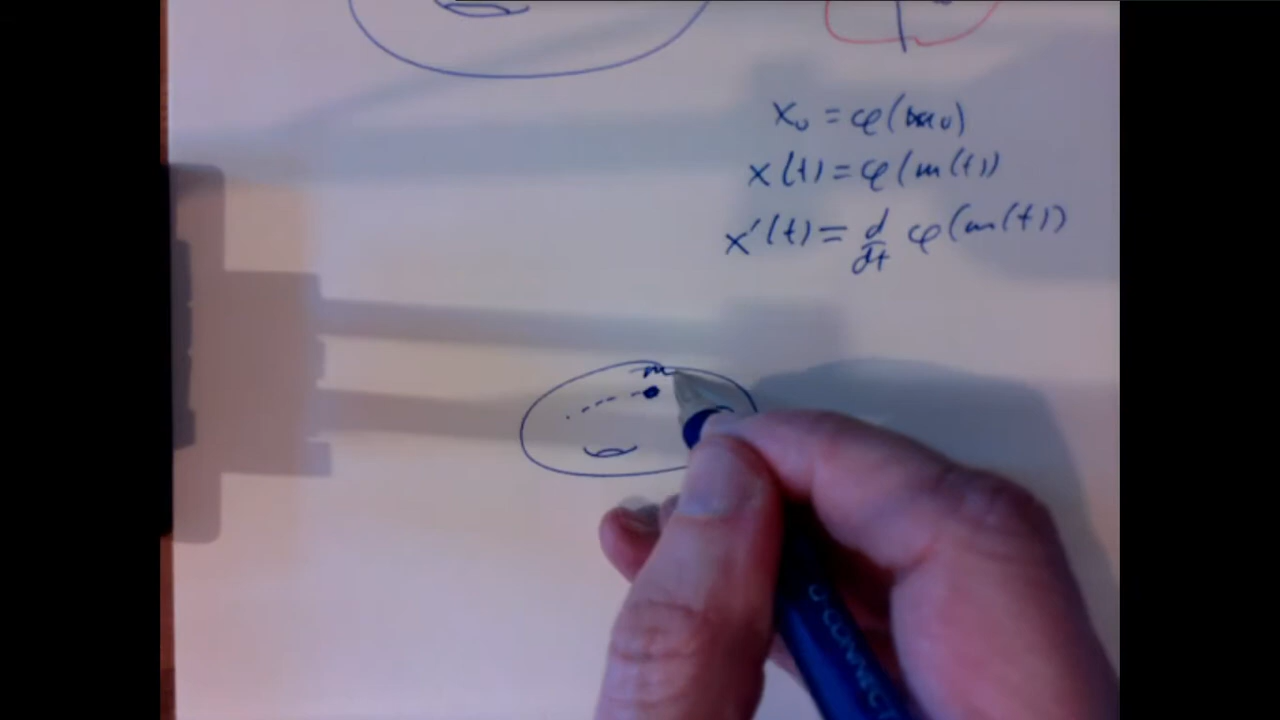 x₀ = φ(m₀)
x(t) = φ(m(t))
x'(t) = d/dt φ(m(t))
m